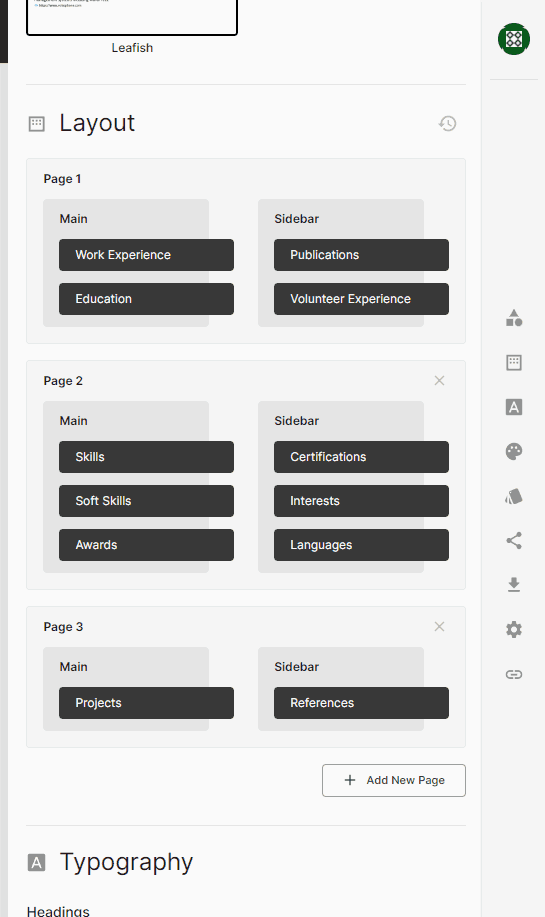 Leafish
Layout
Page 1
Main
Work Experience
Education
Sidebar
Publications
Volunteer Experience
Page 2
Main
Skills
Soft Skills
Awards
Sidebar
Certifications
Interests
Languages
Page 3
Main
Projects
Sidebar
References
Add New Page
A Typography
Headings
A